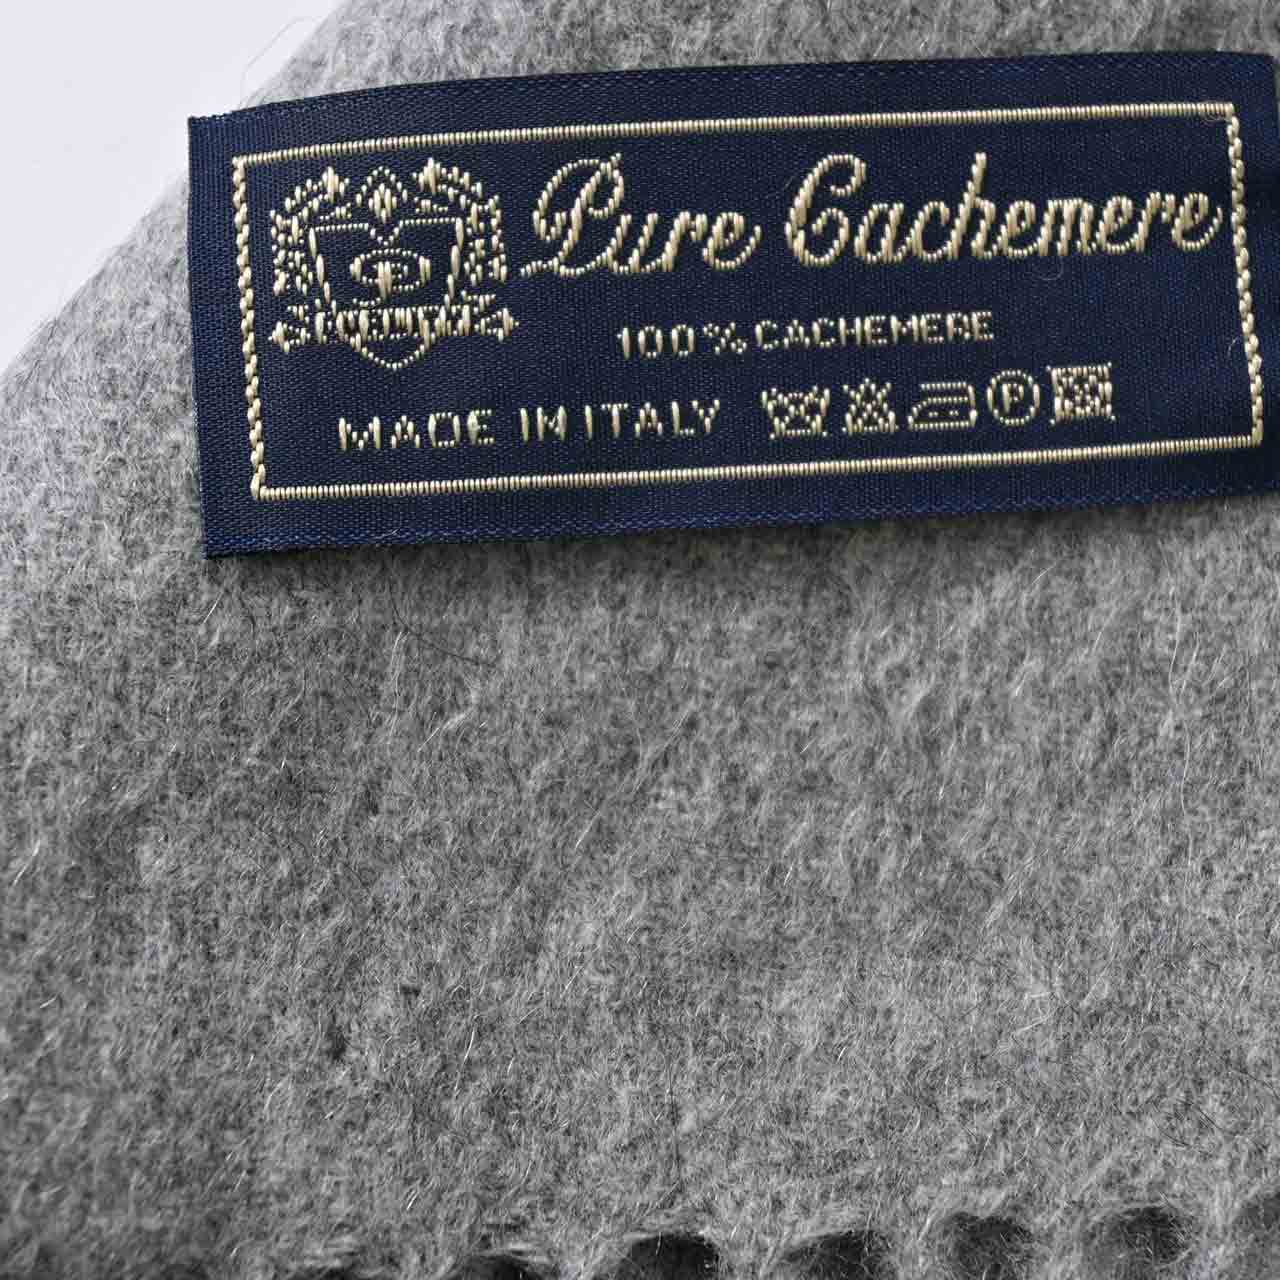 Pure Cachemere
100% CACHEMERE
MADE IN ITALY P